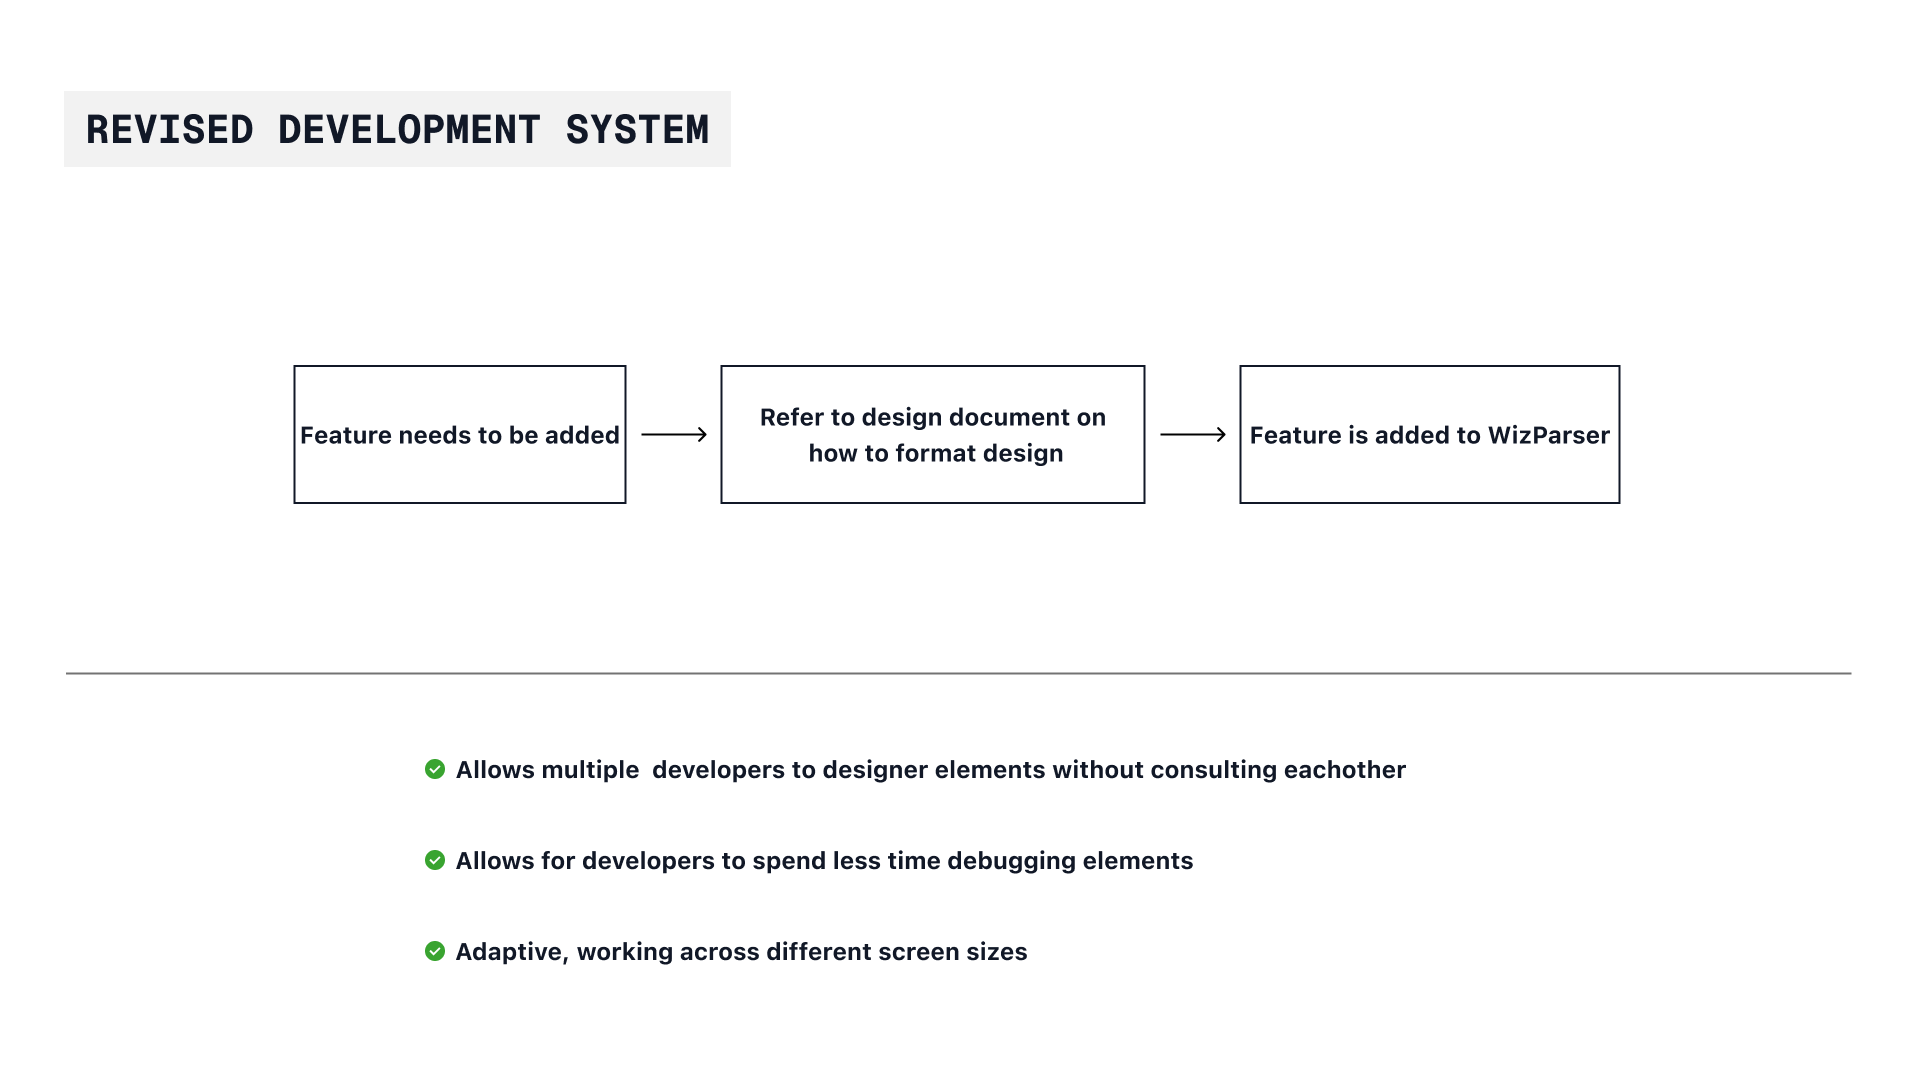 REVISED DEVELOPMENT SYSTEM
Feature needs to be added
Refer to design document on
how to format design
Feature is added to WizParser
Allows multiple  developers to designer elements without consulting eachother
Allows for developers to spend less time debugging elements
Adaptive, working across different screen sizes